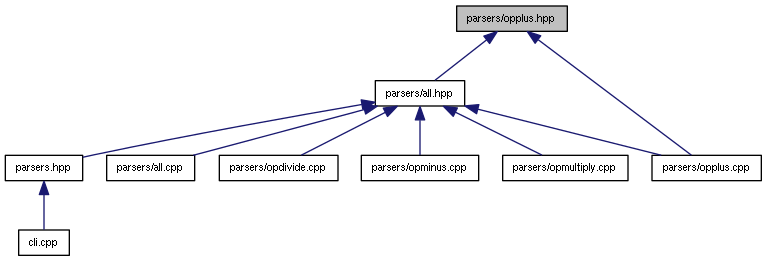 parsers/opplus.hpp
parsers/all.hpp
parsers.hpp
parsers/all.cpp
parsers/opdivide.cpp
parsers/opminus.cpp
parsers/opmultiply.cpp
parsers/opplus.cpp
cli.cpp